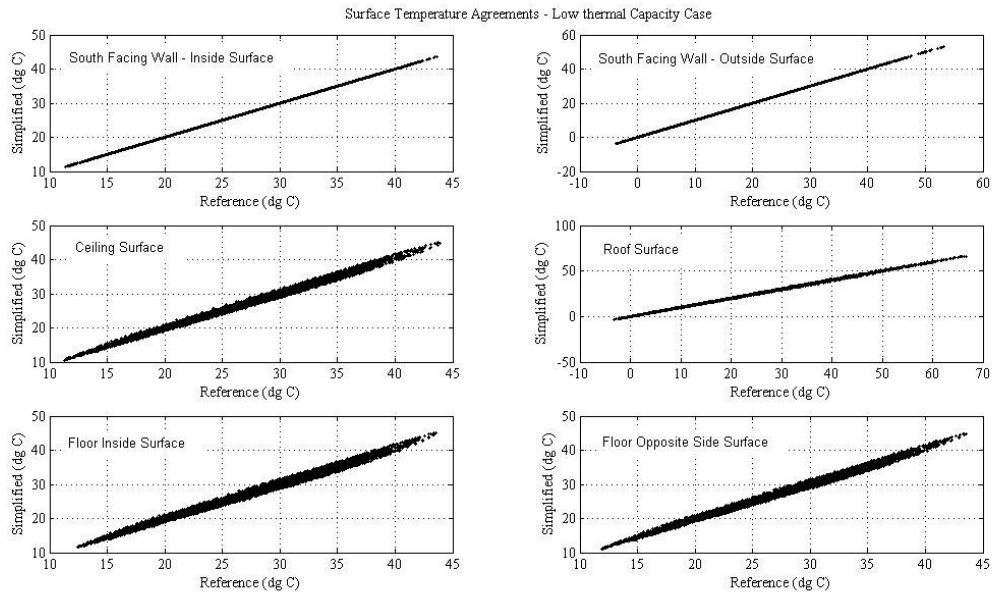 Surface Temperature Agreements - Low thermal Capacity Case
South Facing Wall - Inside Surface
Simplified (dg C)
50
40
30
20
10
10 15 20 25 30 35 40 45
Reference (dg C)
South Facing Wall - Outside Surface
Simplified (dg C)
60
40
20
0
-20
-10 0 10 20 30 40 50 60
Reference (dg C)
Ceiling Surface
Simplified (dg C)
50
40
30
20
10
10 15 20 25 30 35 40 45
Reference (dg C)
Roof Surface
Simplified (dg C)
100
50
0
-50
-10 0 10 20 30 40 50 60 70
Reference (dg C)
Floor Inside Surface
Simplified (dg C)
50
40
30
20
10
10 15 20 25 30 35 40 45
Reference (dg C)
Floor Opposite Side Surface
Simplified (dg C)
50
40
30
20
10
10 15 20 25 30 35 40 45
Reference (dg C)